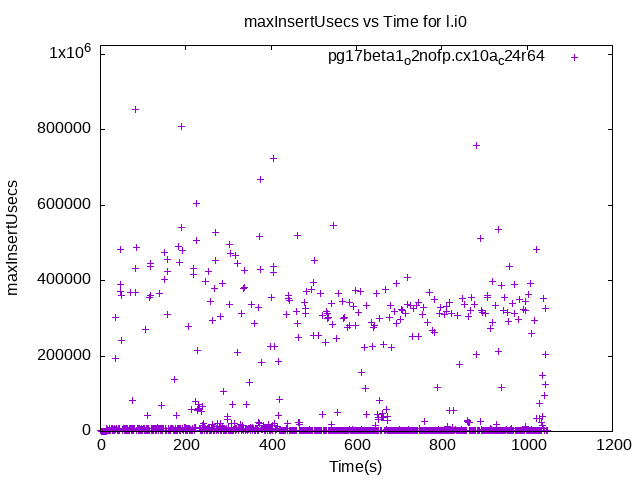 maxInsertUsecs vs Time for l.i0
pg17beta1o2nofp.cx10ac24r64
1x10^6
800000
600000
400000
200000
0
maxInsertUsecs
0 200 400 600 800 1000 1200
Time(s)